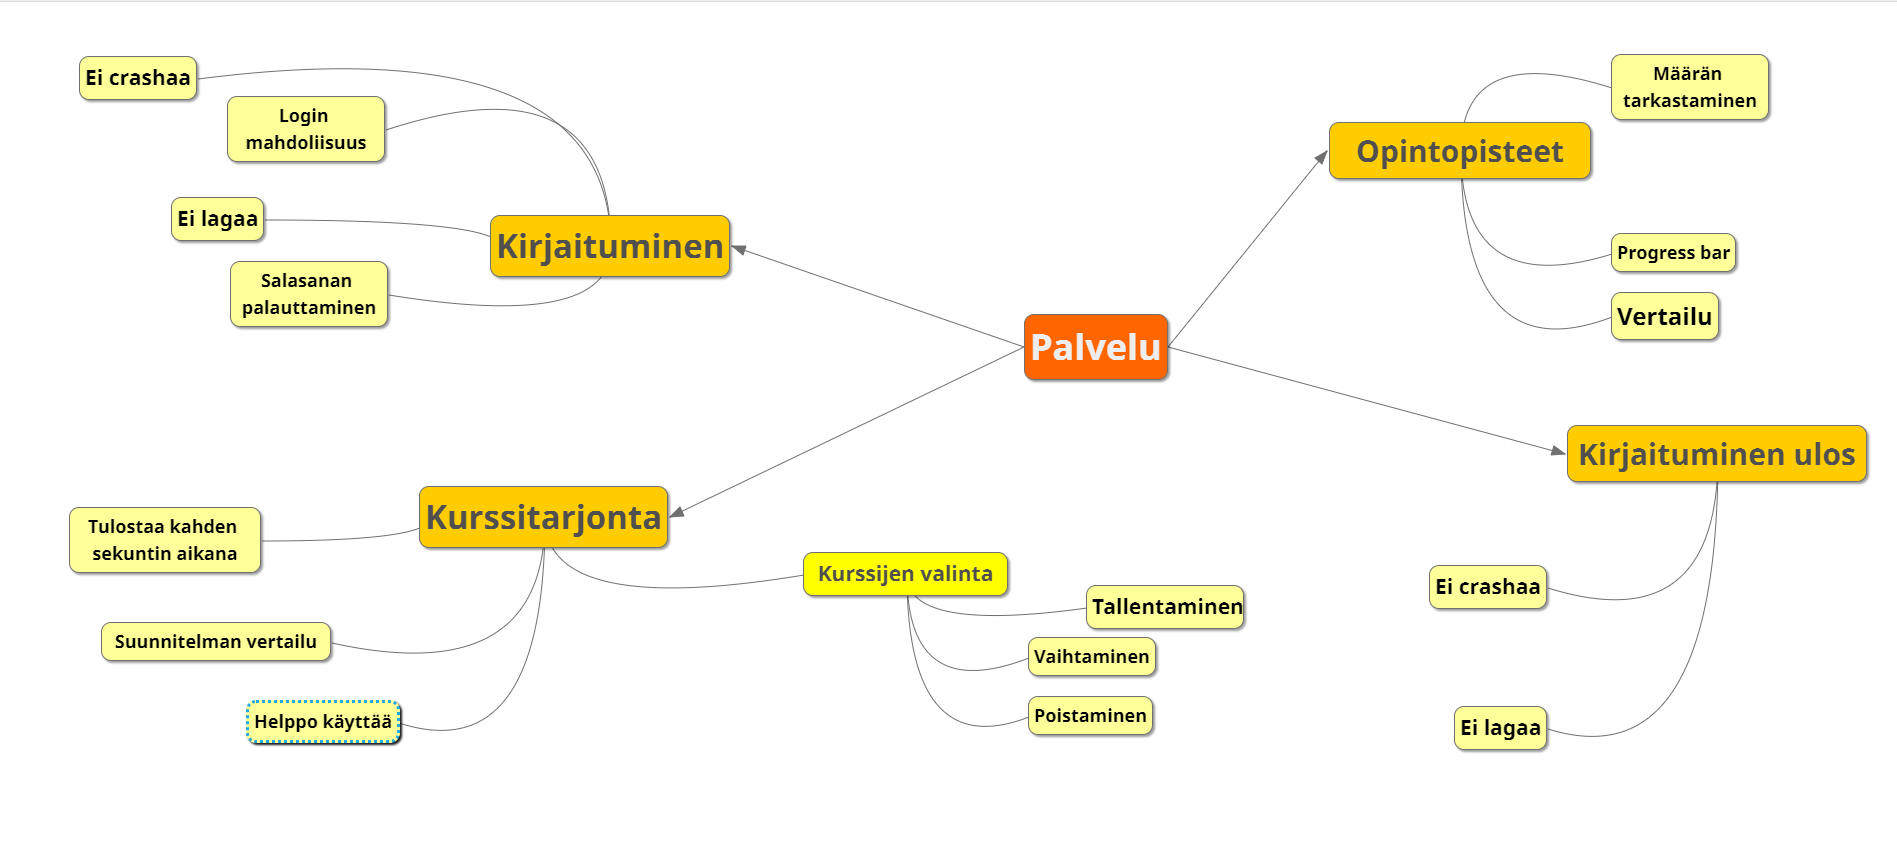 Ei crashaa
Login
mahdoliisuus
Ei lagaa
Salasanan
palauttaminen
Kirjaituminen
Palvelu
Opintopisteet
Määrän
tarkastaminen
Progress bar
Vertailu
Kirjaituminen ulos
Ei crashaa
Ei lagaa
Kurssitarjonta
Tulostaa kahden
sekuntin aikana
Suunnitelman vertailu
Helppo käyttää
Kurssijen valinta
Tallentaminen
Vaihtaminen
Poistaminen